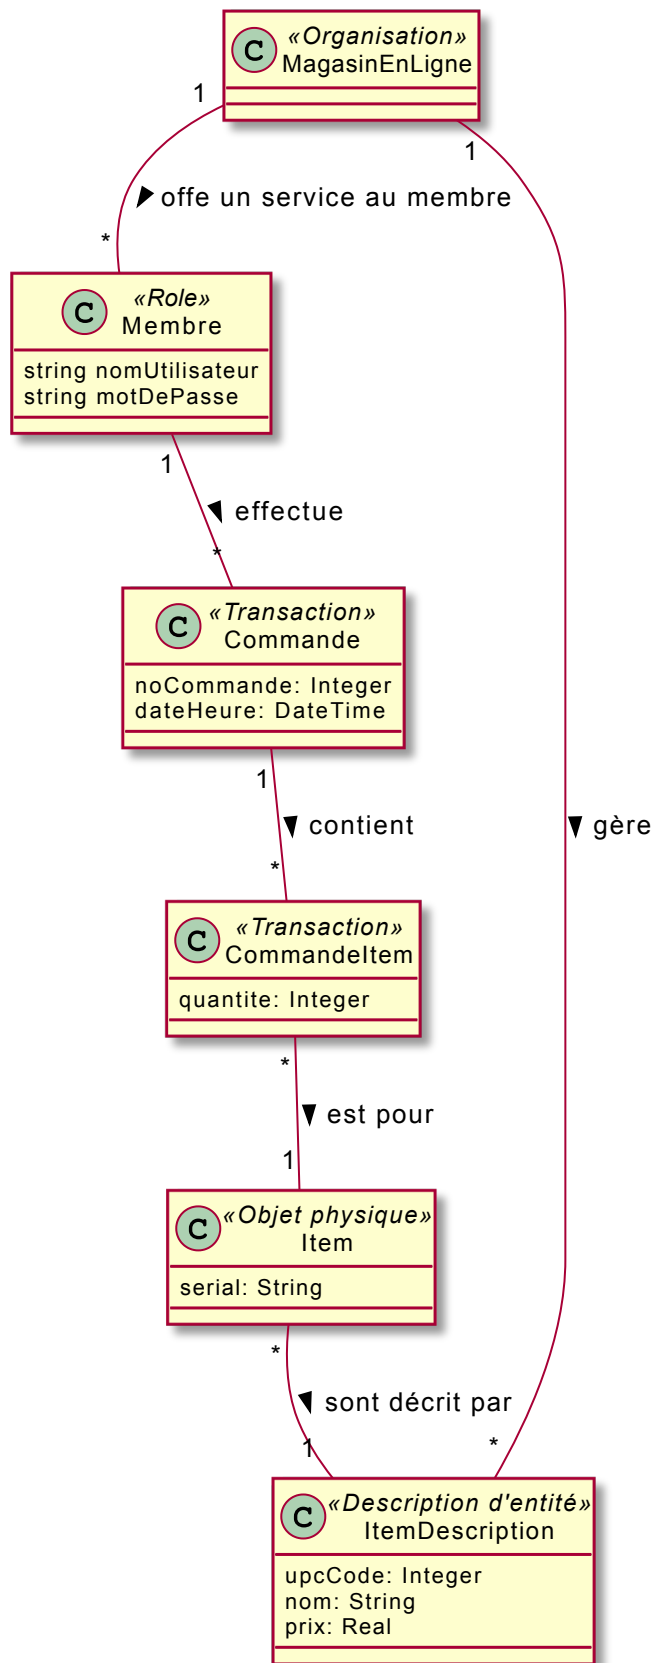 C
«Organisation»
MagasinEnLigne
1
1
offe un service au membre
*
C
«Role»
Membre
string nomUtilisateur
string motDePasse
1
effectue
*
C
«Transaction»
Commande
noCommande: Integer
dateHeure: DateTime
1
contient
gère
*
C
«Transaction»
CommandeItem
quantite: Integer
*
est pour
1
C
«Objet physique»
Item
serial: String
*
sont décrit par
1
*
C
«Description d'entité»
ItemDescription
upcCode: Integer
nom: String
prix: Real